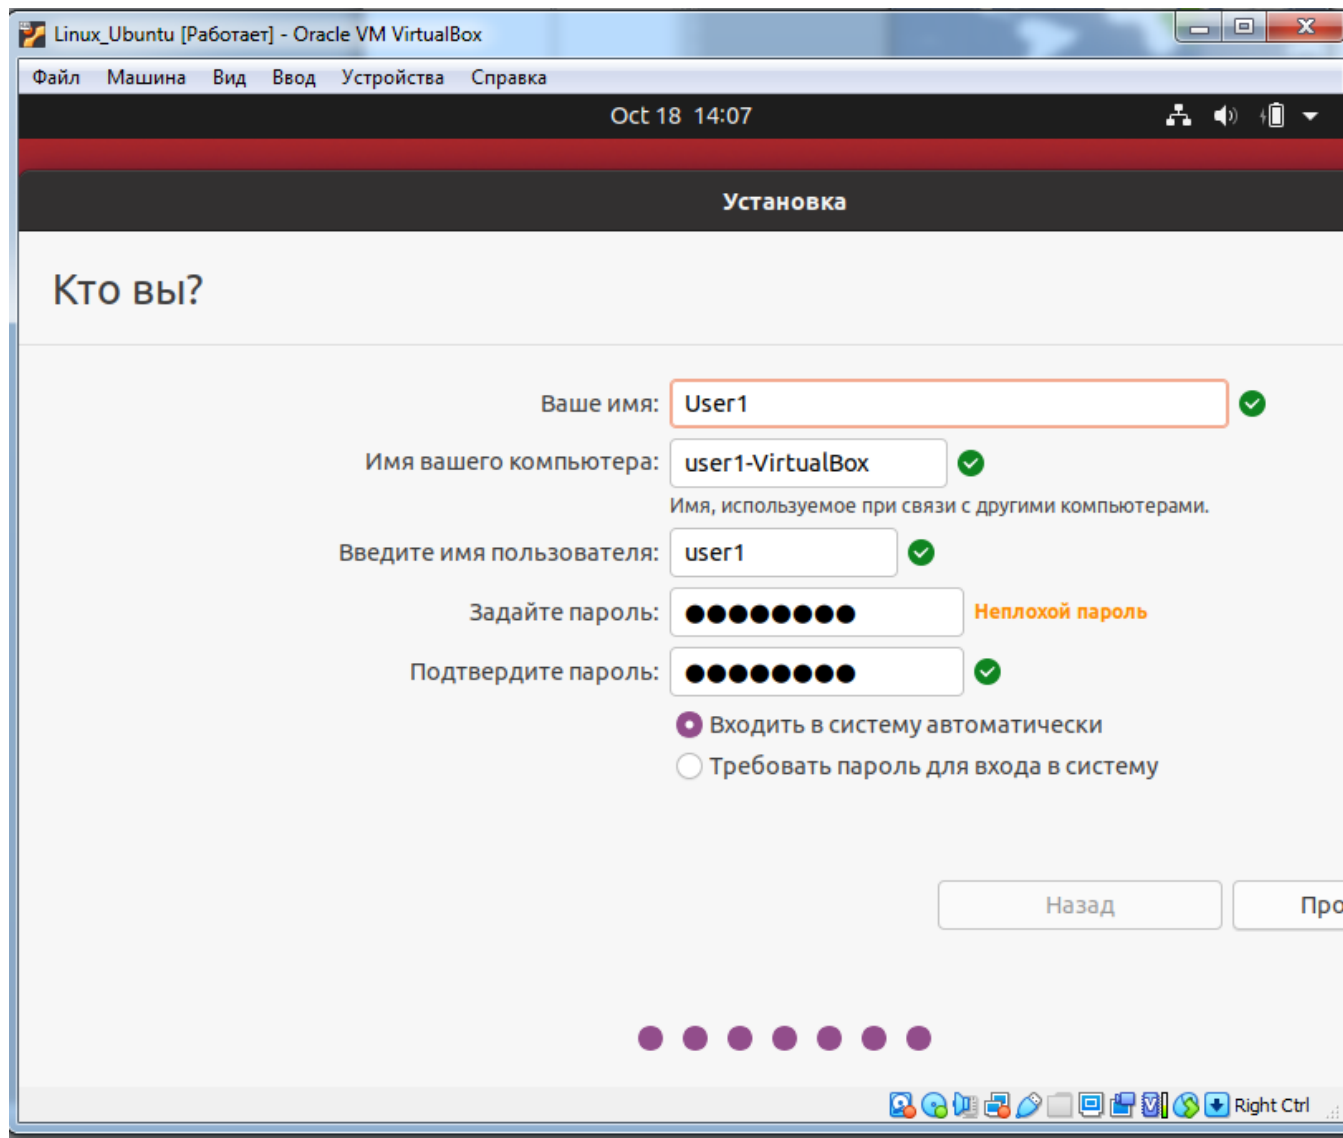 Linux_Ubuntu [Работает] - Oracle VM VirtualBox
Файл Машина Вид Ввод Устройства Справка
Oct 18 14:07
Установка
Кто вы?
Ваше имя: User1
Имя вашего компьютера: user1-VirtualBox
Имя, используемое при связи с другими компьютерами.
Введите имя пользователя: user1
Задайте пароль: ●●●●●●●● Неплохой пароль
Подтвердите пароль: ●●●●●●●●
Входить в систему автоматически
Требовать пароль для входа в систему
Назад Про
Right Ctrl